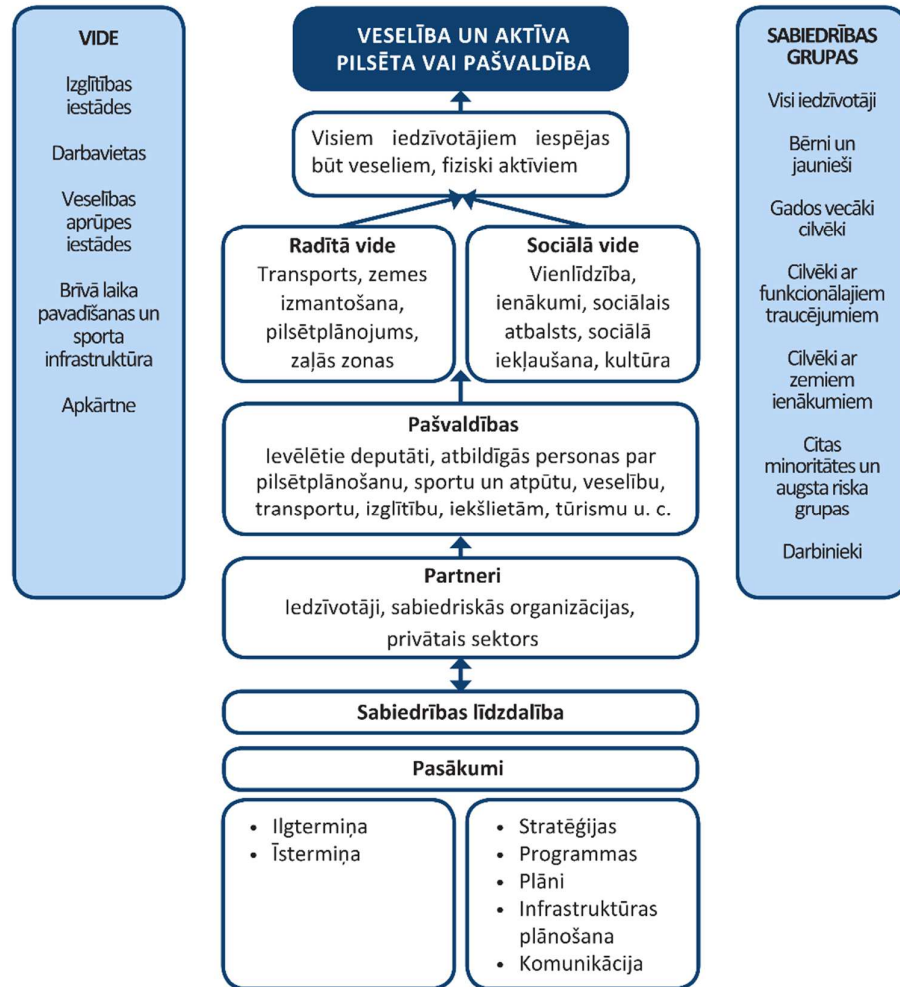 VIDE
Izglītības
iestādes
Darbavietas
Veselības
aprūpes
iestādes
Brīvā laika
pavadīšanas un
sporta
infrastruktūra
Apkārtne
VESELĪBA UN AKTĪVA
PILSĒTA VAI PAŠVALDĪBA
Visiem iedzīvotājiem iespējas
būt veseliem, fiziski aktīviem
Radītā vide
Transports, zemes
izmantošana,
pilsētplānojums,
zaļās zonas
Sociālā vide
Vienlīdzība,
ienākumi, sociālais
atbalsts, sociālā
iekļaušana, kultūra
Pašvaldības
Ievēlētie deputāti, atbildīgās personas par
pilsētplānošanu, sportu un atpūtu, veselību,
transportu, izglītību, iekšlietām, tūrismu u. c.
Partneri
Iedzīvotāji, sabiedriskās organizācijas,
privātais sektors
Sabiedrības līdzdalība
Pasākumi
• Ilgtermiņa
• Īstermiņa
• Stratēģijas
• Programmas
• Plāni
• Infrastruktūras
plānošana
• Komunikācija
SABIEDRĪBAS
GRUPAS
Visi iedzīvotāji
Bērni un
jaunieši
Gados vecāki
cilvēki
Cilvēki ar
funkcionālajiem
traucējumiem
Cilvēki ar
zemiem
ienākumiem
Citas
minoritātes un
augsta riska
grupas
Darbinieki